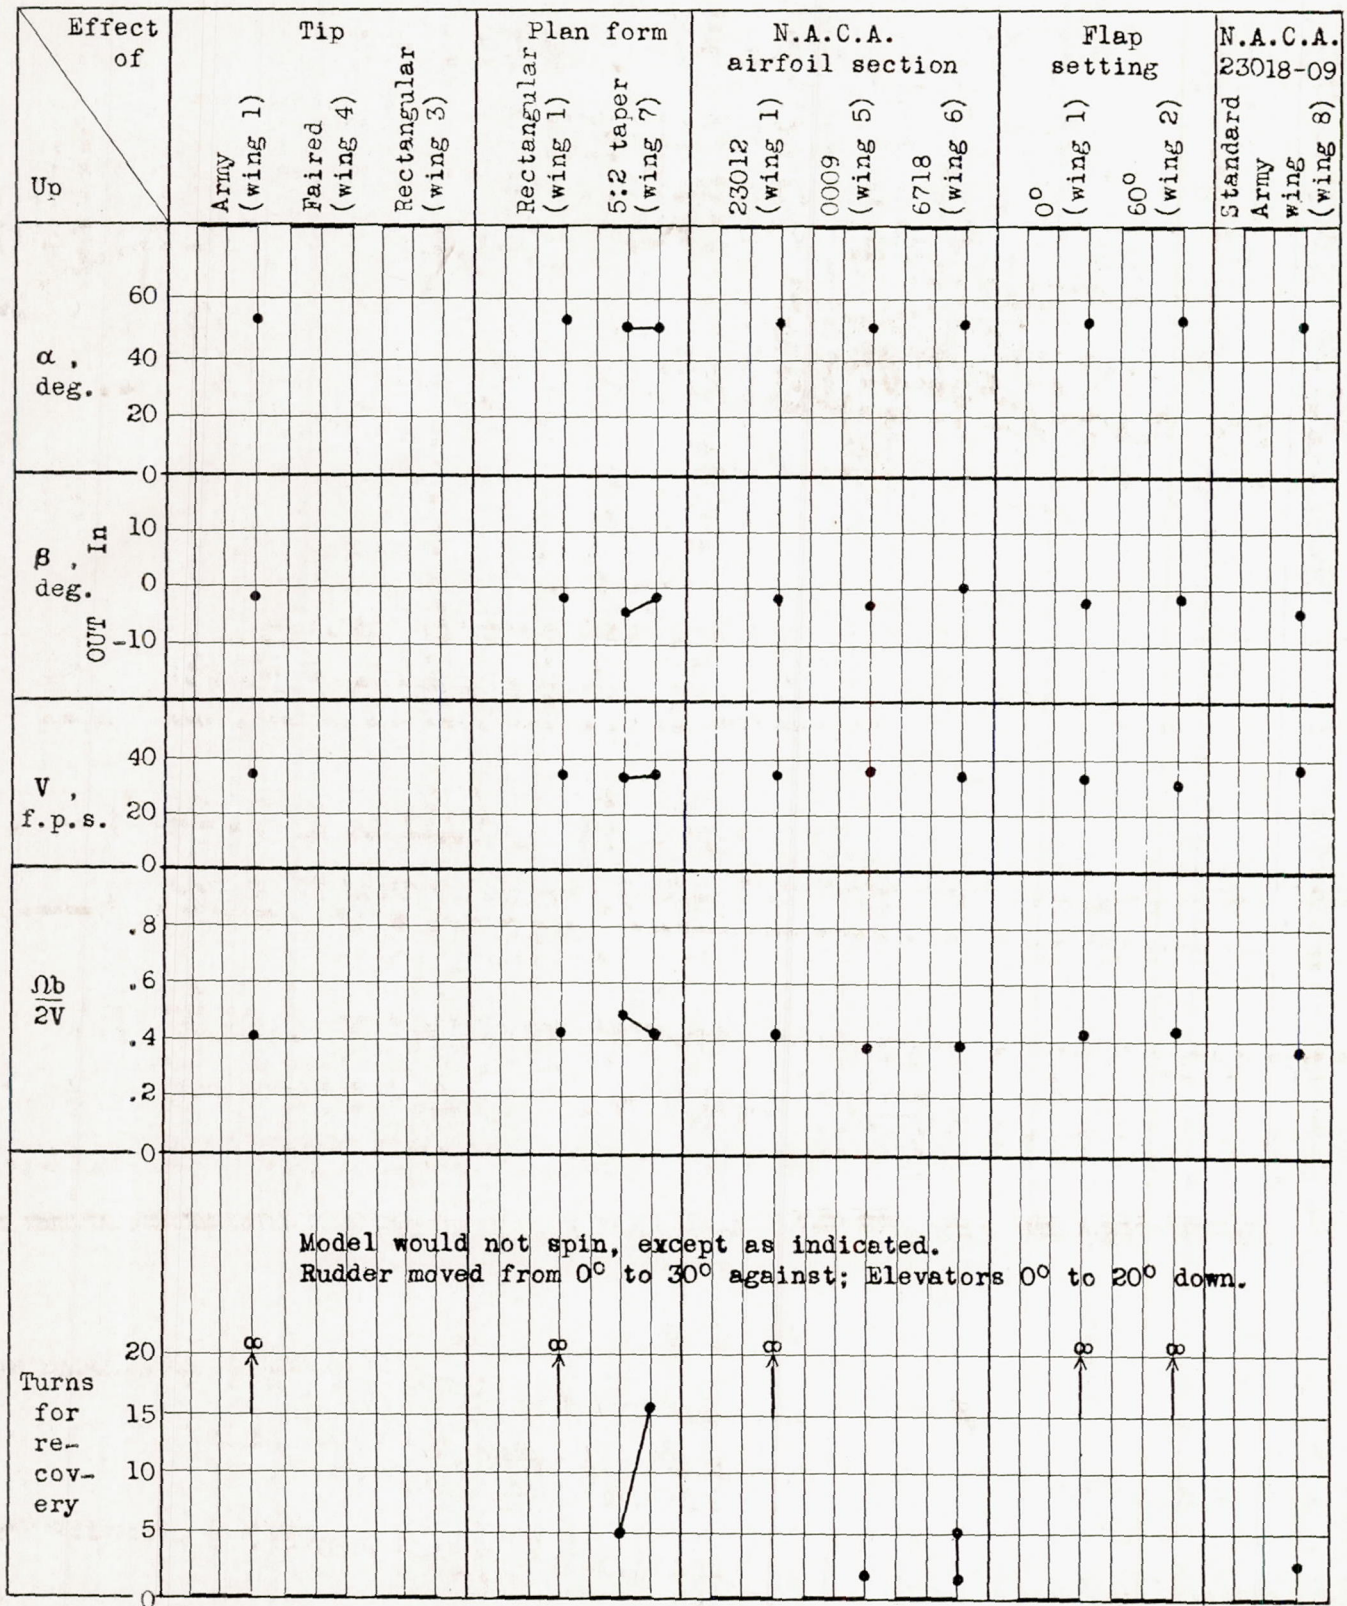 Effect
of
Up
Tip
Army
(wing 1)
Faired
(wing 4)
Rectangular
(wing 3)
Plan form
Rectangular
(wing 1)
5:2 taper
(wing 7)
N.A.C.A.
airfoil section
23012
(wing 1)
0009
(wing 5)
6718
(wing 6)
Flap
setting
0°
(wing 1)
60°
(wing 2)
N.A.C.A.
23018-09
Standard
Army
wing
(wing 8)
α ,
deg.
60
40
20
0
β ,
deg.
In
OUT
10
0
-10
V ,
f.p.s.
40
20
0
Ωb
2V
.8
.6
.4
.2
0
Model would not spin, except as indicated.
Rudder moved from 0° to 30° against; Elevators 0° to 20° down.
∞ ∞ ∞ ∞ ∞
Turns
for
re-
cov-
ery
20
15
10
5
0